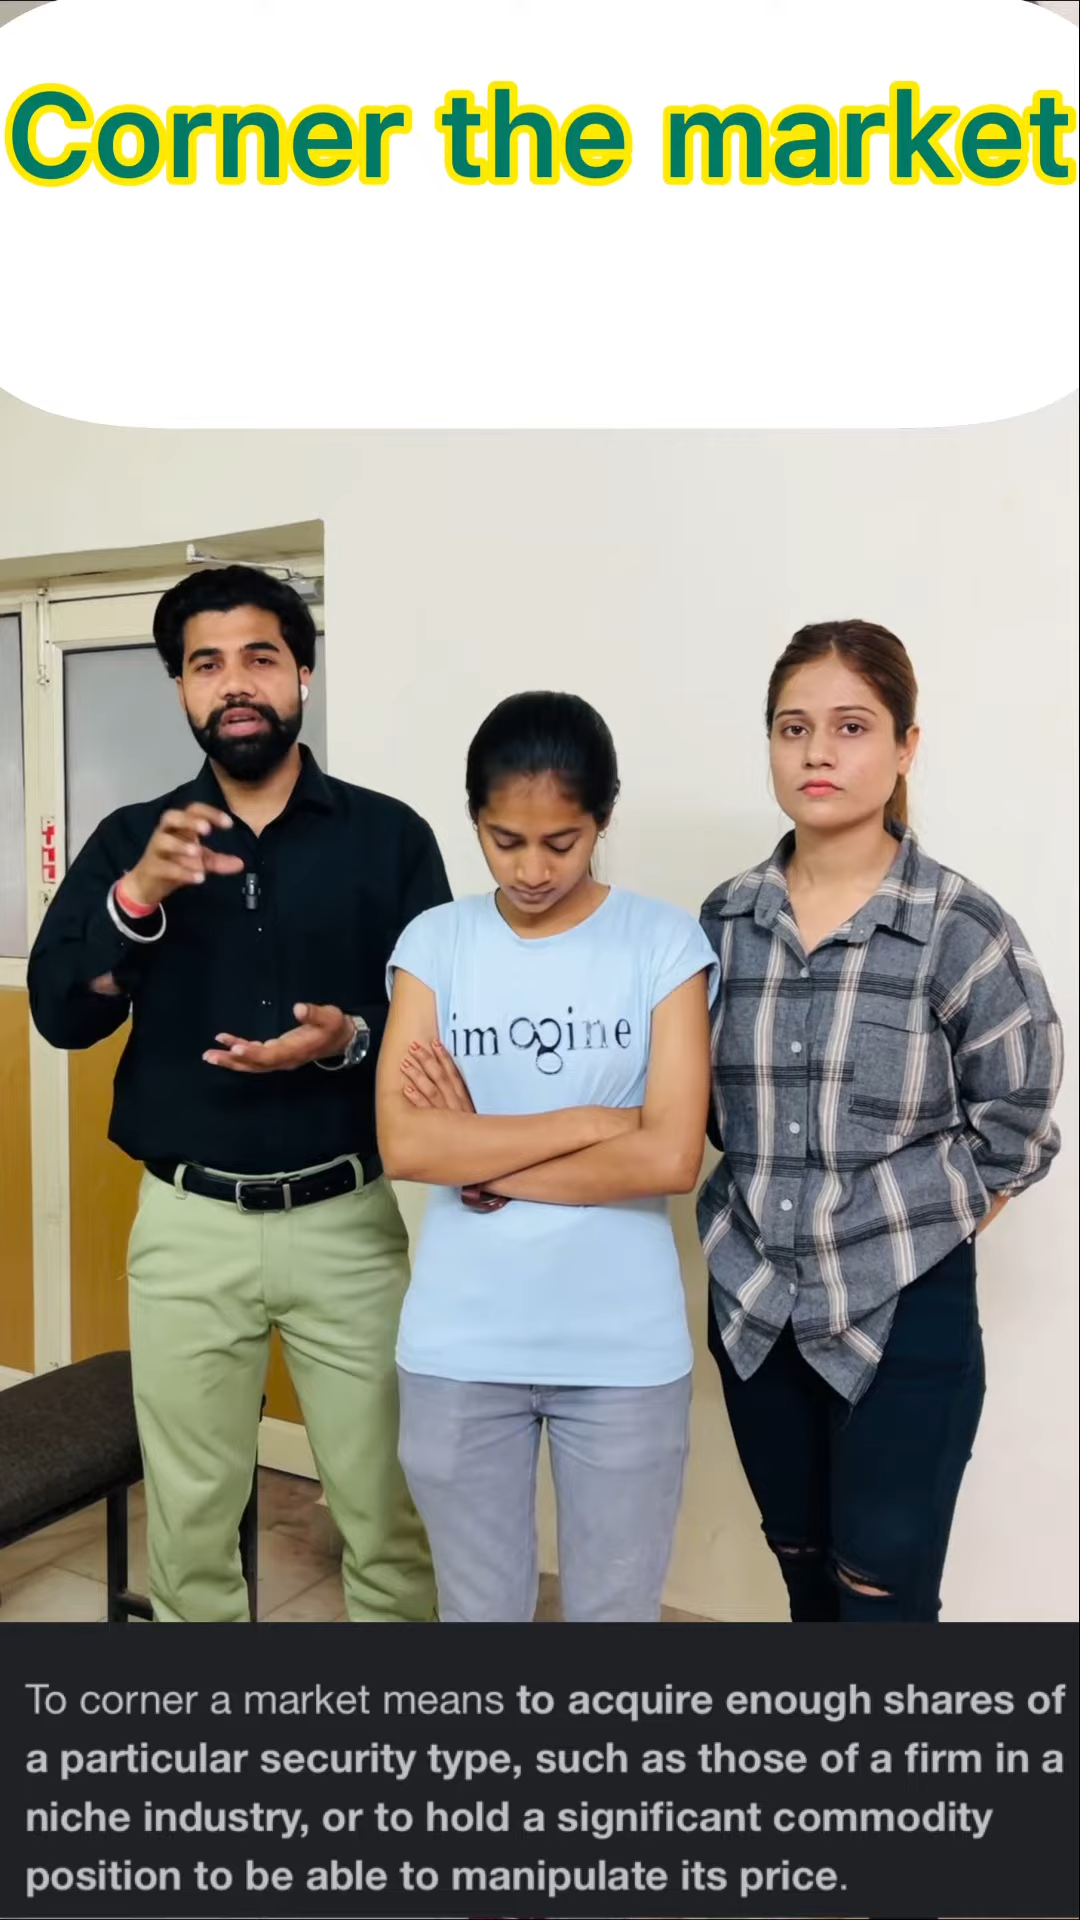 Corner the market
imagine
To corner a market means to acquire enough shares of
a particular security type, such as those of a firm in a
niche industry, or to hold a significant commodity
position to be able to manipulate its price.